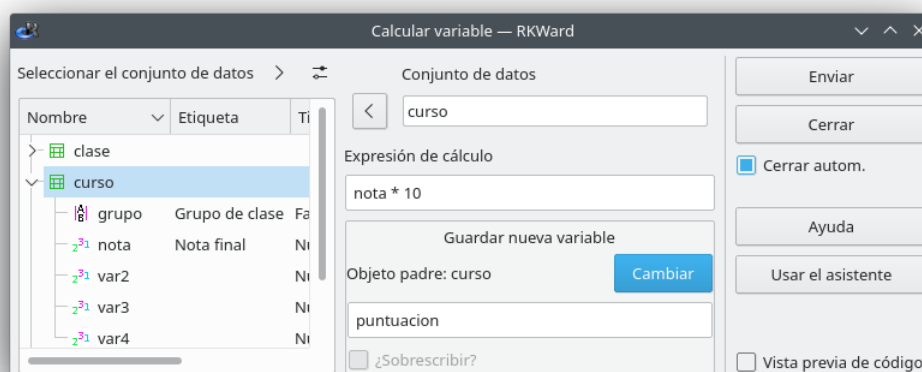 Calcular variable — RKWard
Seleccionar el conjunto de datos
Nombre
Etiqueta
clase
curso
grupo
Grupo de clase
Fa
nota
Nota final
Nu
var2
var3
var4
Conjunto de datos
curso
Expresión de cálculo
nota * 10
Guardar nueva variable
Objeto padre: curso
Cambiar
puntuacion
¿Sobrescribir?
Enviar
Cerrar
Cerrar autom.
Ayuda
Usar el asistente
Vista previa de código